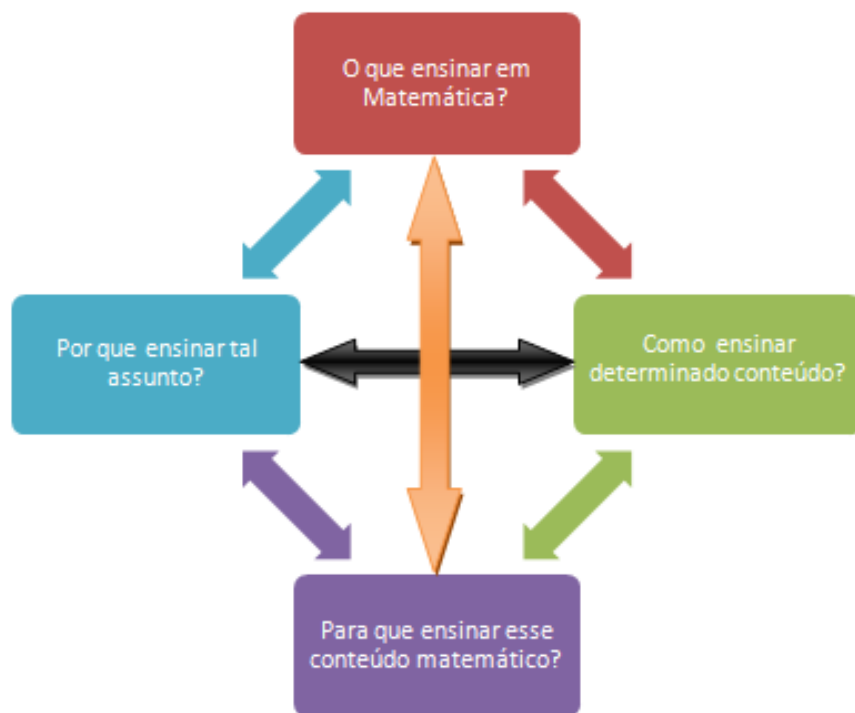 O que ensinar em
Matemática?
Por que ensinar tal
assunto?
Como ensinar
determinado conteúdo?
Para que ensinar esse
conteúdo matemático?